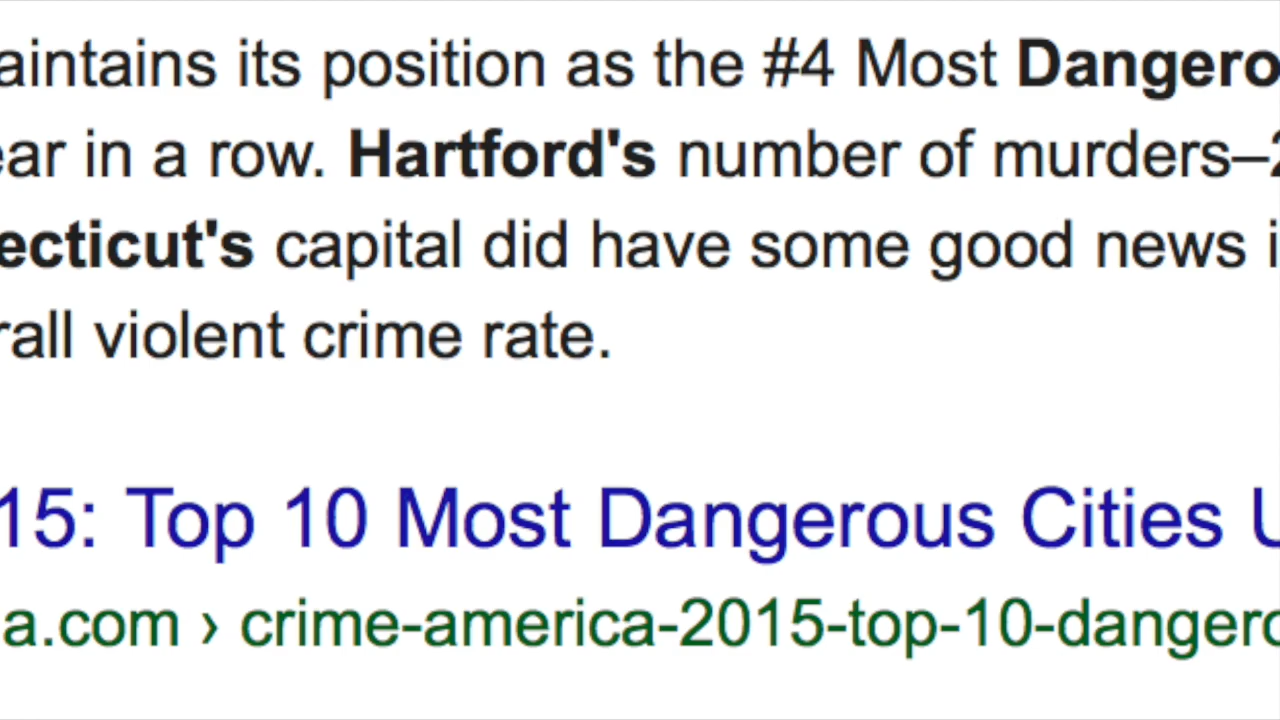 aintains its position as the #4 Most Dangero
ear in a row. Hartford's number of murders–2
ecticut's capital did have some good news i
rall violent crime rate.
15: Top 10 Most Dangerous Cities U
a.com › crime-america-2015-top-10-dangero